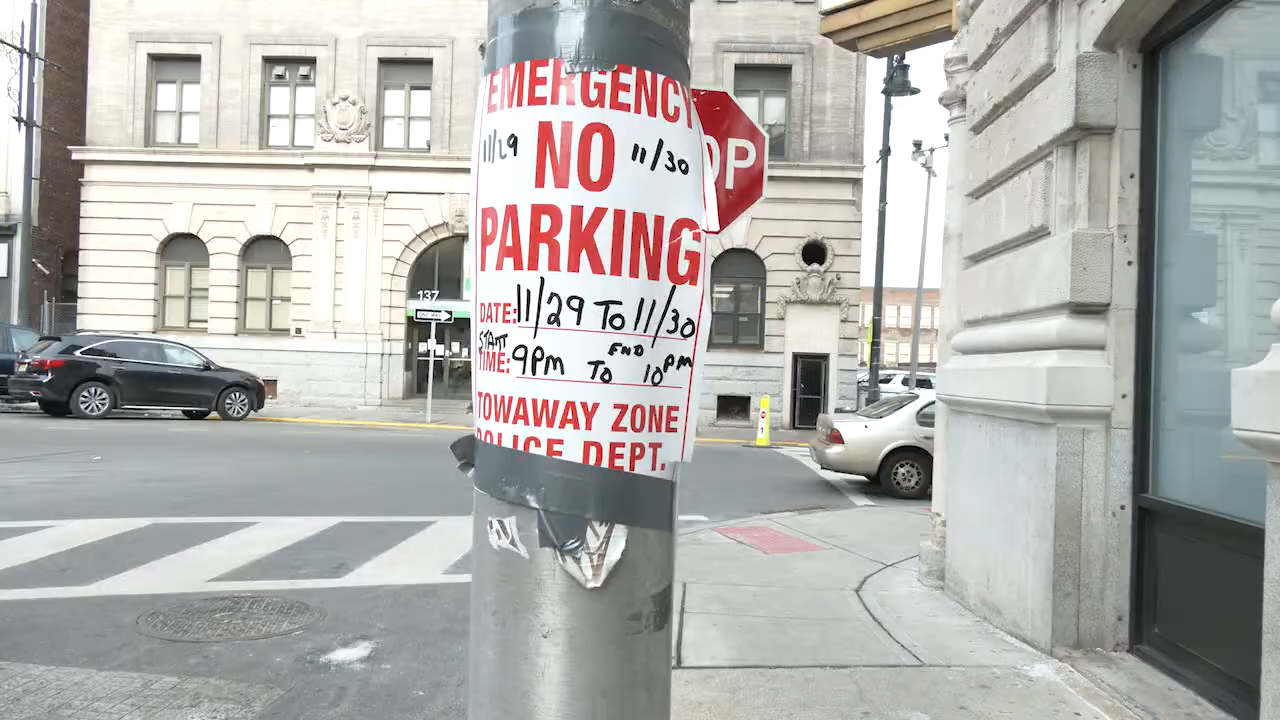 EMERGENCY
11/29 NO 11/30
PARKING
DATE: 11/29 TO 11/30
START END
TIME: 9PM TO 10PM
TOWAWAY ZONE
POLICE DEPT.
OP
137
ONE WAY